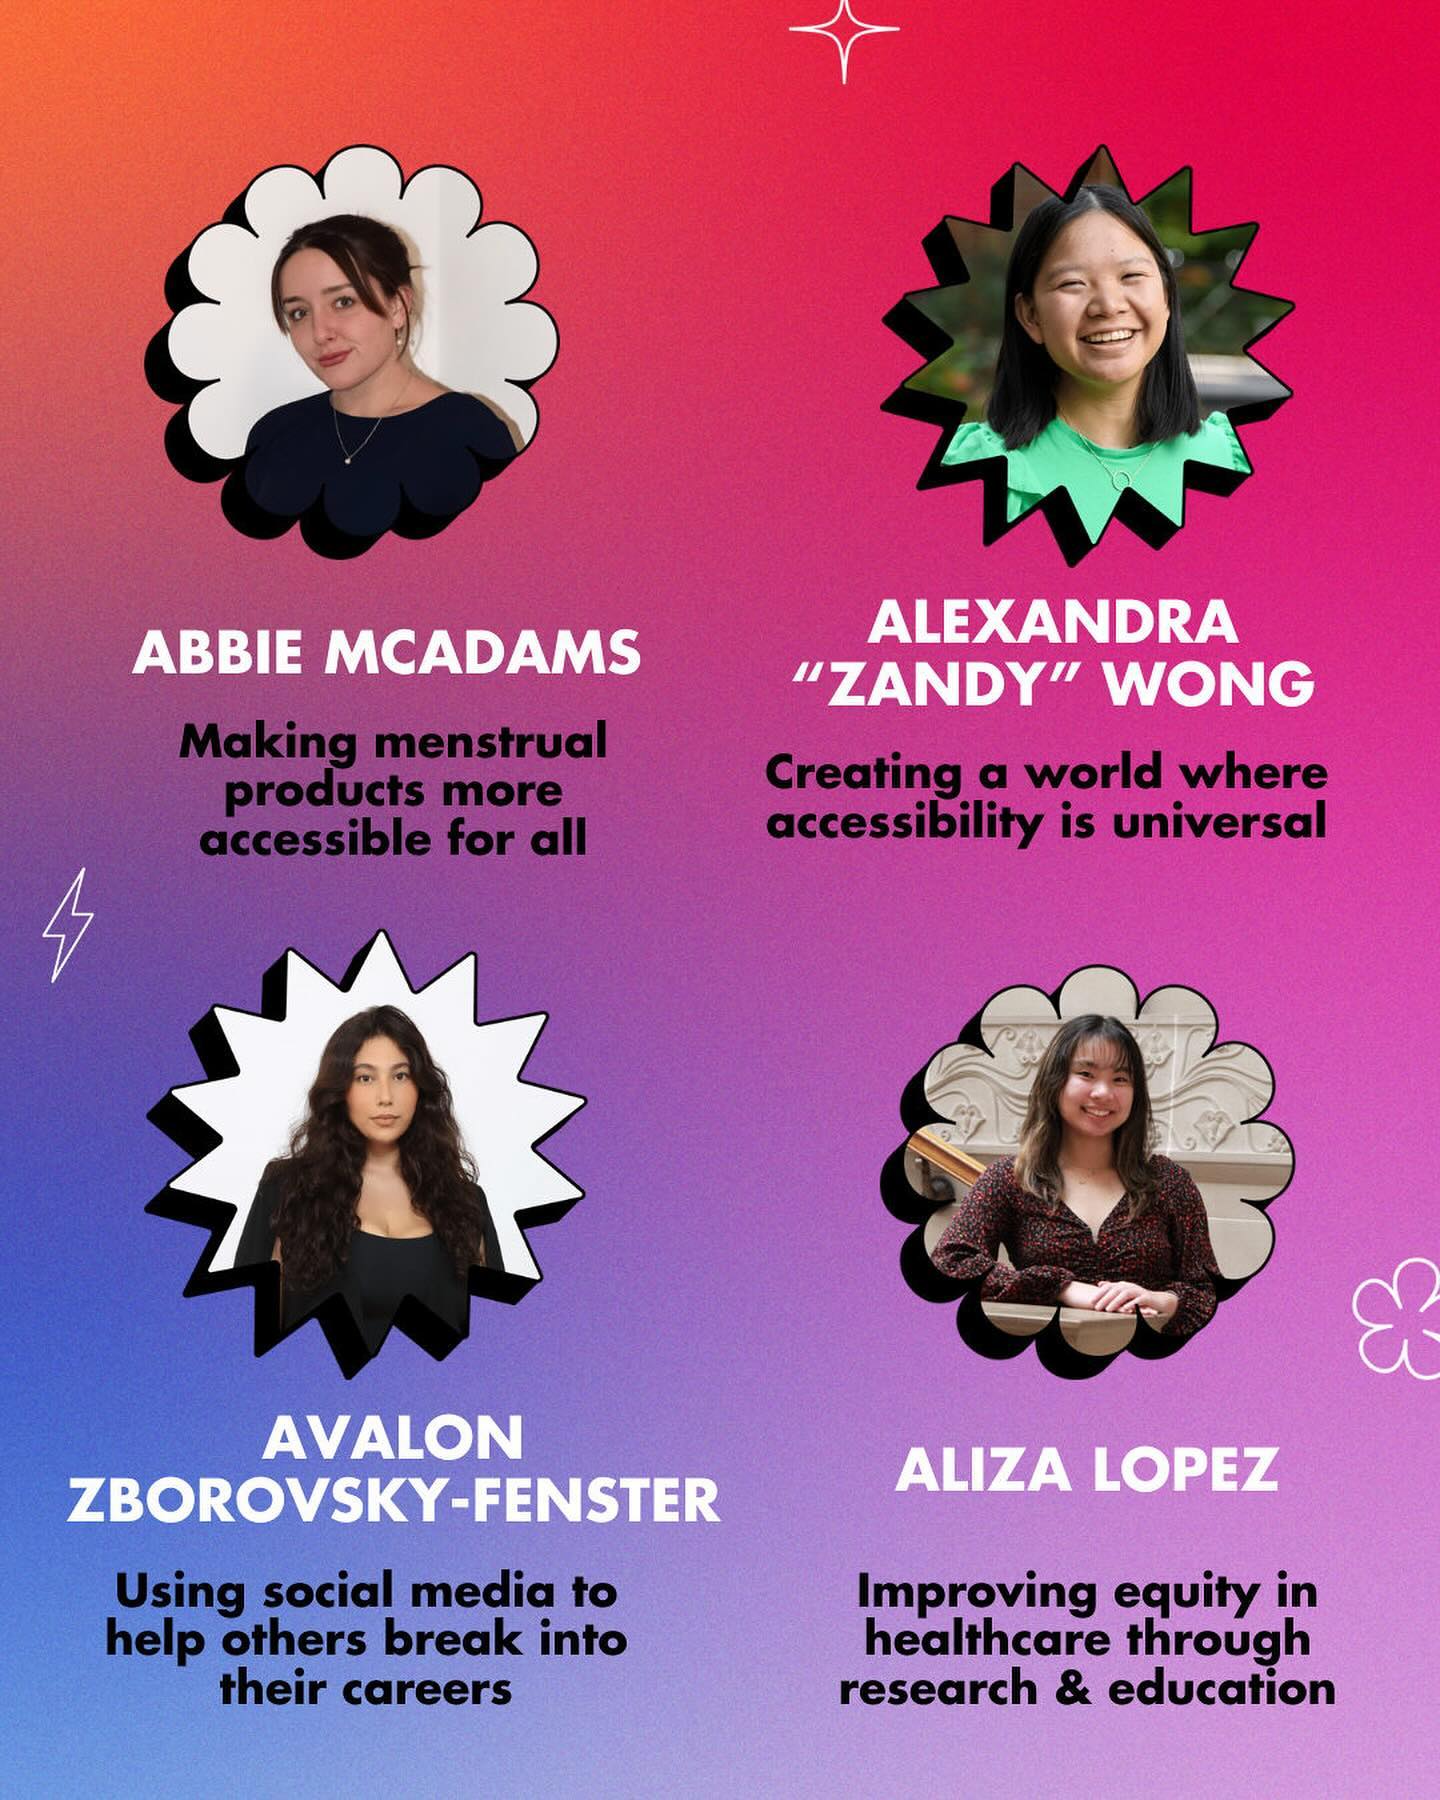 ABBIE MCADAMS
Making menstrual
products more
accessible for all
ALEXANDRA
“ZANDY” WONG
Creating a world where
accessibility is universal
AVALON
ZBOROVSKY-FENSTER
Using social media to
help others break into
their careers
ALIZA LOPEZ
Improving equity in
healthcare through
research & education